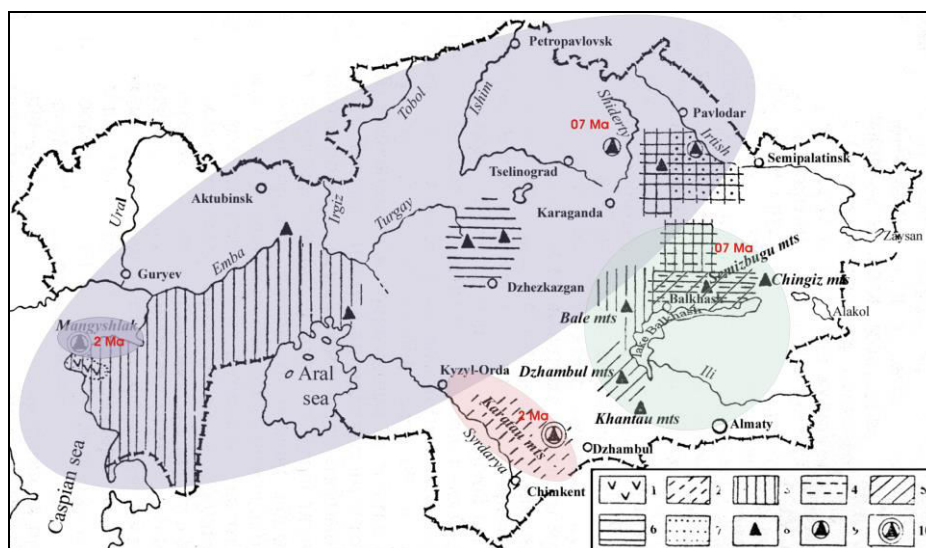 Petropavlovsk
Tobol
Ishim
Shiderty
07 Ma
Pavlodar
Irtish
Semipalatinsk
Tselinograd
Aktubinsk
Irgiz
Turgay
Karaganda
Zaysan
Ural
07 Ma
Semizbugu mts
Guryev
Emba
Dzhezkazgan
Chingiz mts
Balkhash
Alakol
Mangyshlak
2 Ma
Bale mts
lake Balkhash
Aral
sea
Kyzyl-Orda
Dzhambul mts
Ili
Karatau mts
2 Ma
Khantau mts
Almaty
Syrdarya
Dzhambul
Caspian sea
Chimkent
1 2 3 4 5
6 7 8 9 10